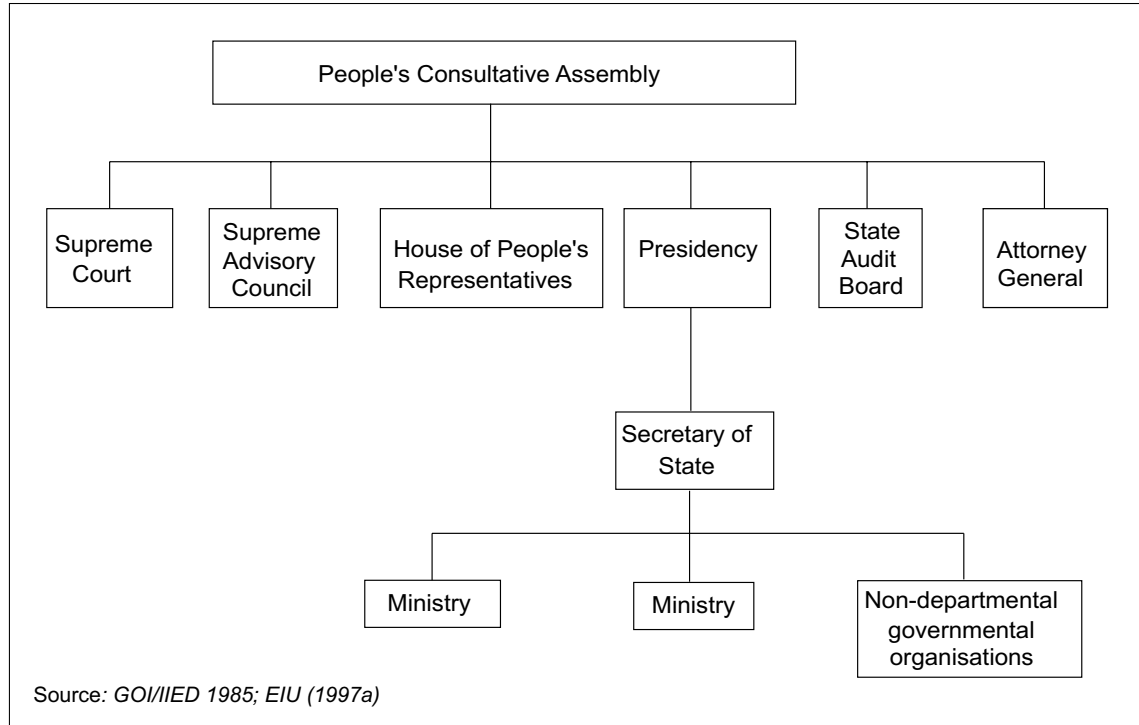 People's Consultative Assembly
Supreme
Court
Supreme
Advisory
Council
House of People's
Representatives
Presidency
State
Audit
Board
Attorney
General
Secretary of
State
Ministry
Ministry
Non-departmental
governmental
organisations
Source: GOI/IIED 1985; EIU (1997a)